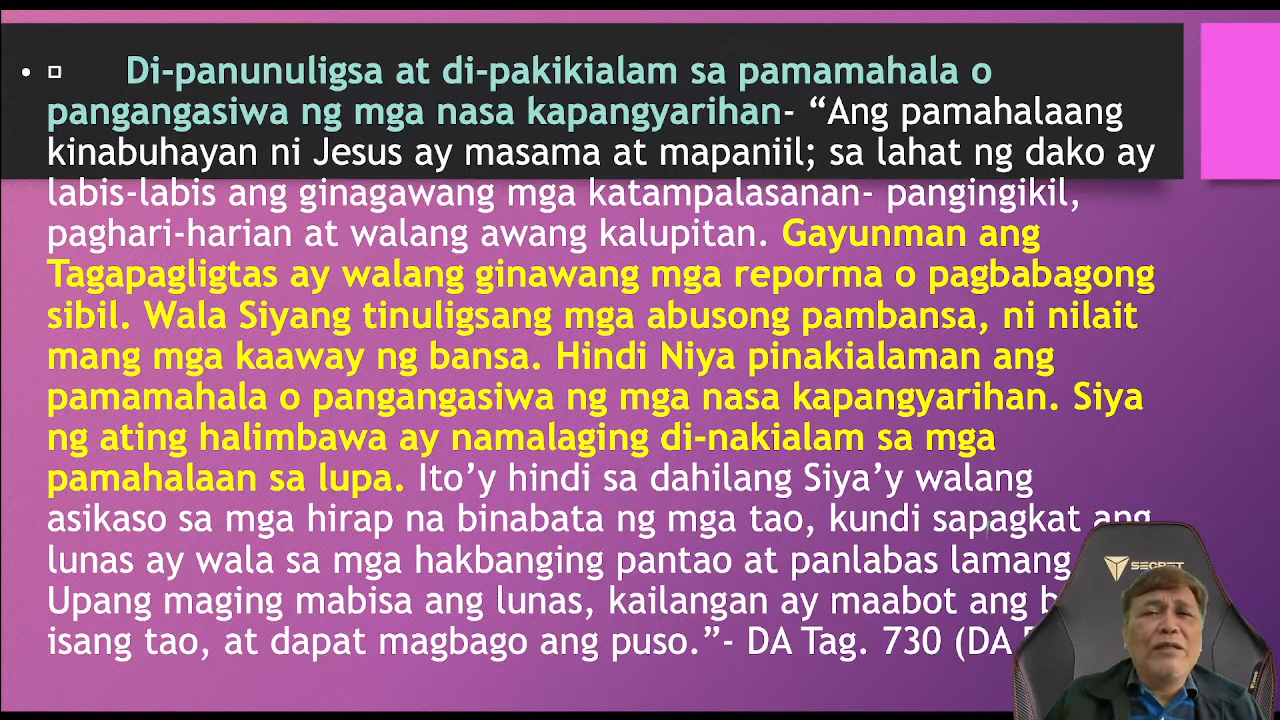 • □ Di-panunuligsa at di-pakikialam sa pamamahala o
pangangasiwa ng mga nasa kapangyarihan- “Ang pamahalaang
kinabuhayan ni Jesus ay masama at mapaniil; sa lahat ng dako ay
labis-labis ang ginagawang mga katampalasanan- pangingikil,
paghari-harian at walang awang kalupitan. Gayunman ang
Tagapagligtas ay walang ginawang mga reporma o pagbabagong
sibil. Wala Siyang tinuligsang mga abusong pambansa, ni nilait
mang mga kaaway ng bansa. Hindi Niya pinakialaman ang
pamamahala o pangangasiwa ng mga nasa kapangyarihan. Siya
ng ating halimbawa ay namalaging di-nakialam sa mga
pamahalaan sa lupa. Ito’y hindi sa dahilang Siya’y walang
asikaso sa mga hirap na binabata ng mga tao, kundi sapagkat ang
lunas ay wala sa mga hakbanging pantao at panlabas lamang
Upang maging mabisa ang lunas, kailangan ay maabot ang
isang tao, at dapat magbago ang puso.”- DA Tag. 730 (DA
SECRET